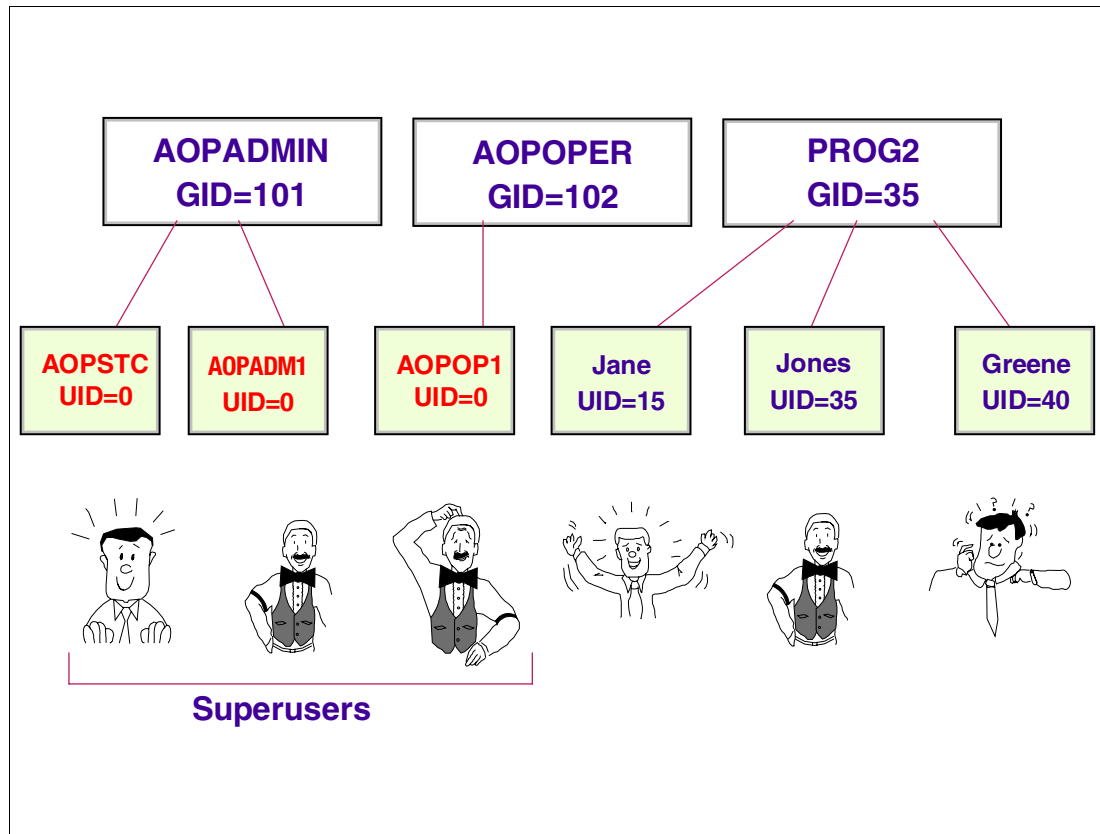 AOPADMIN
GID=101
AOPOPER
GID=102
PROG2
GID=35
AOPSTC
UID=0
AOPADM1
UID=0
AOPOP1
UID=0
Jane
UID=15
Jones
UID=35
Greene
UID=40
? ?
Superusers